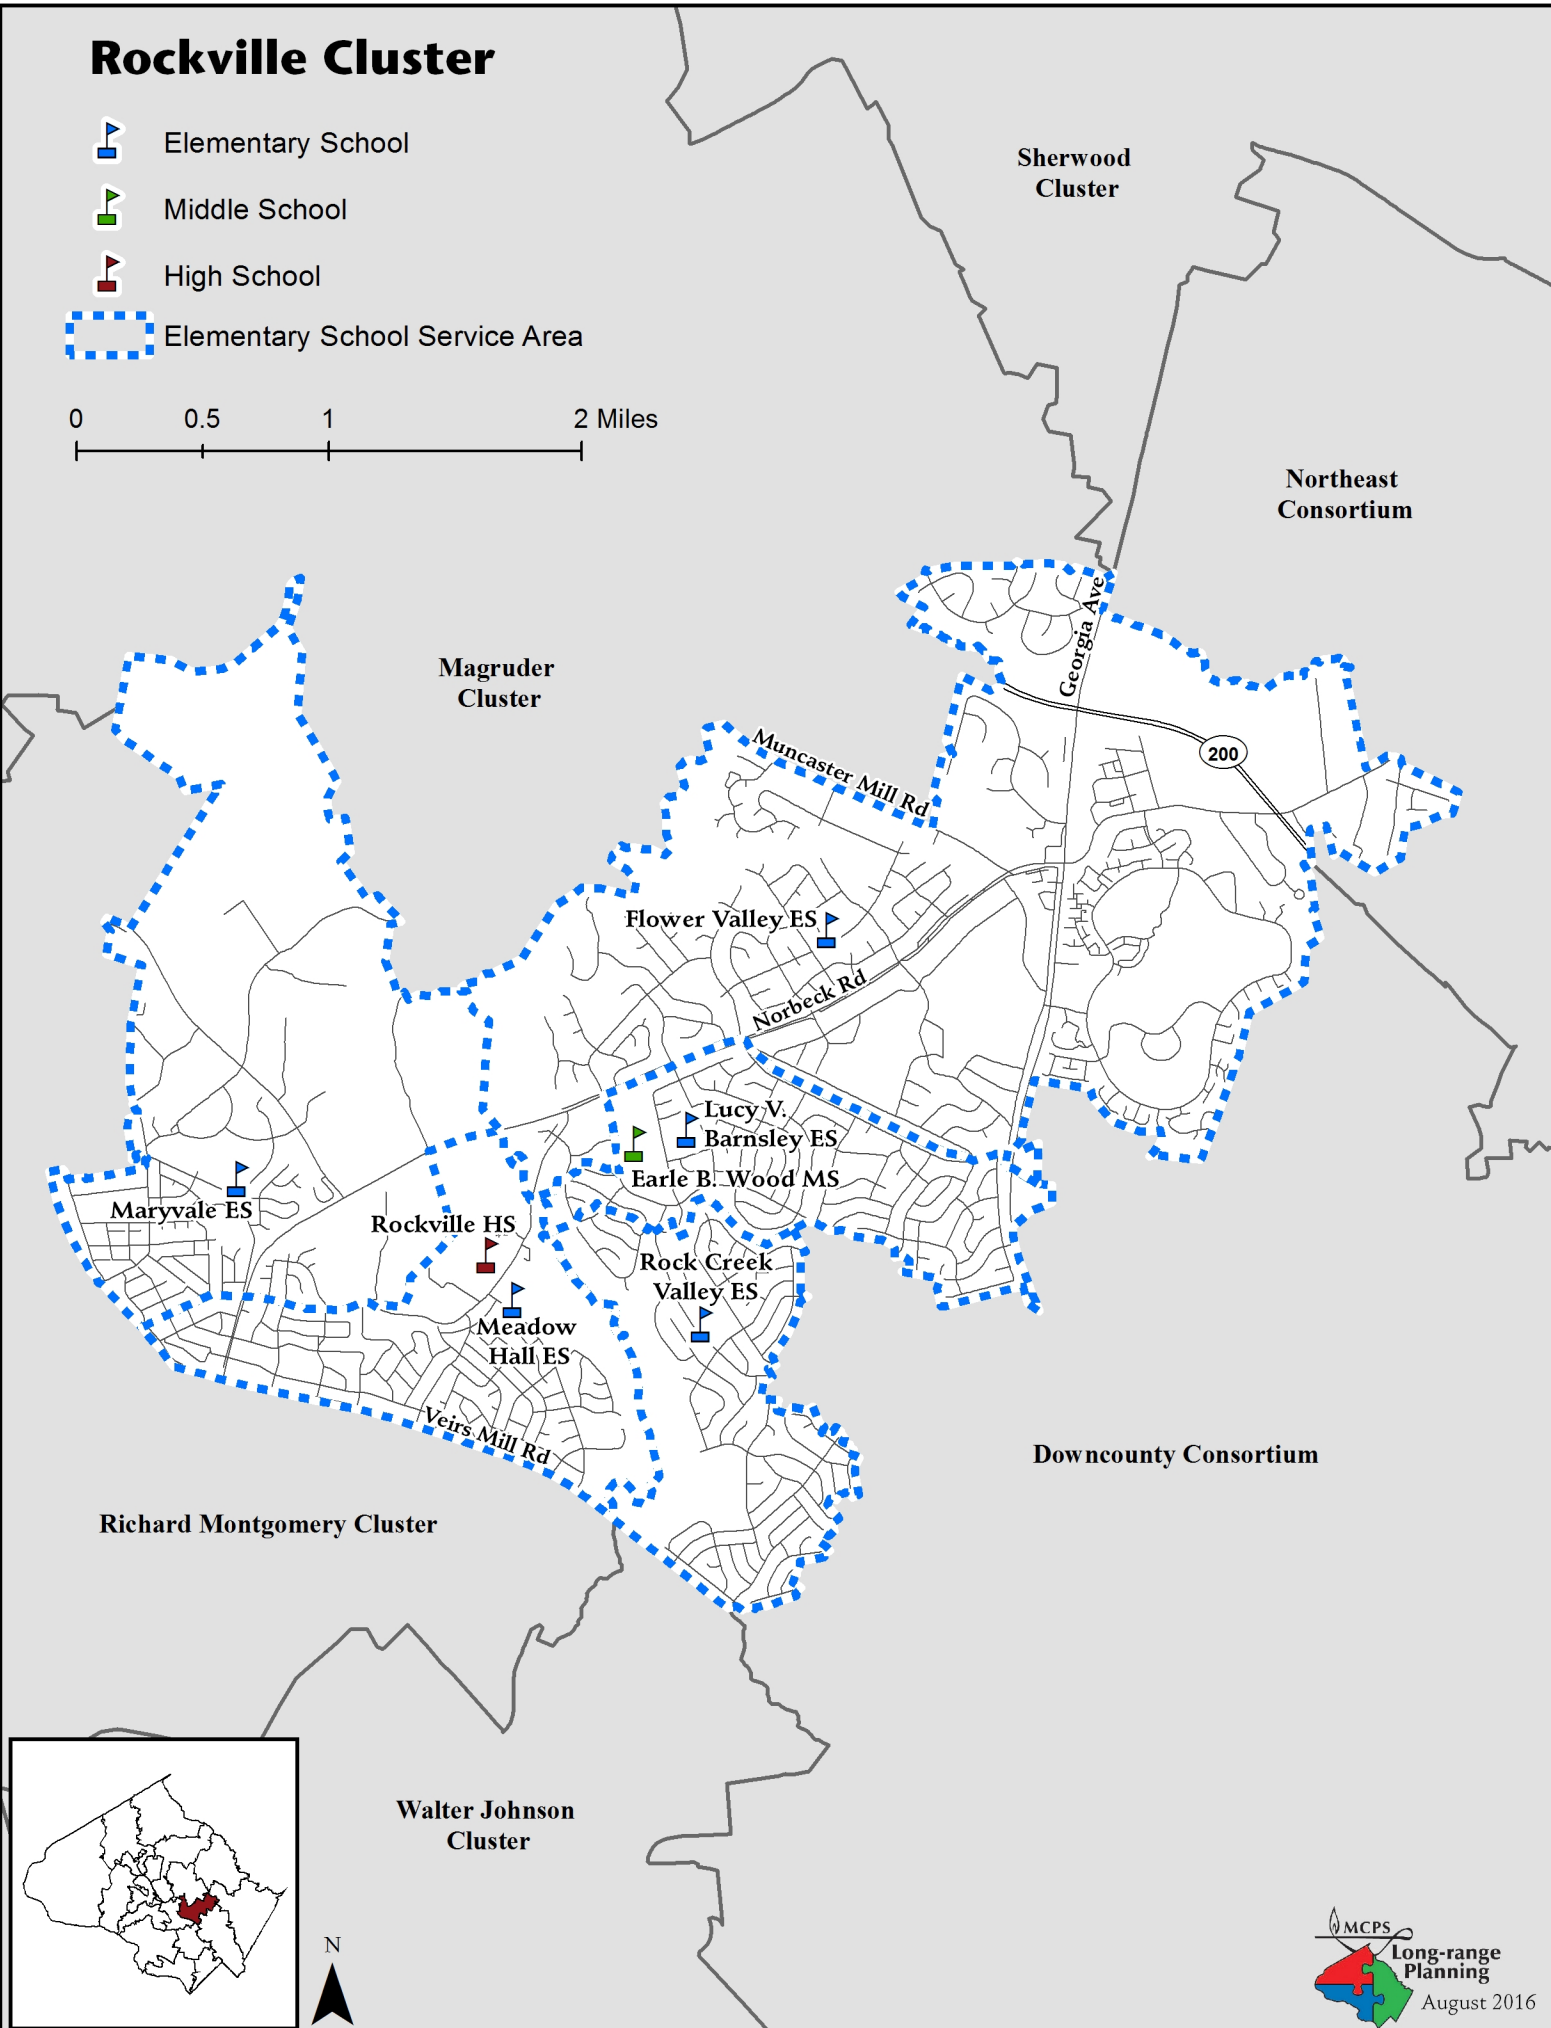 Rockville Cluster
Elementary School
Middle School
High School
Elementary School Service Area
0 0.5 1 2 Miles
Sherwood
Cluster
Northeast
Consortium
Magruder
Cluster
Georgia Ave
200
Muncaster Mill Rd
Flower Valley ES
Norbeck Rd
Lucy V.
Barnsley ES
Earle B. Wood MS
Maryvale ES
Rockville HS
Rock Creek
Valley ES
Meadow
Hall ES
Veirs Mill Rd
Downcounty Consortium
Richard Montgomery Cluster
Walter Johnson
Cluster
N
MCPS
Long-range
Planning
August 2016